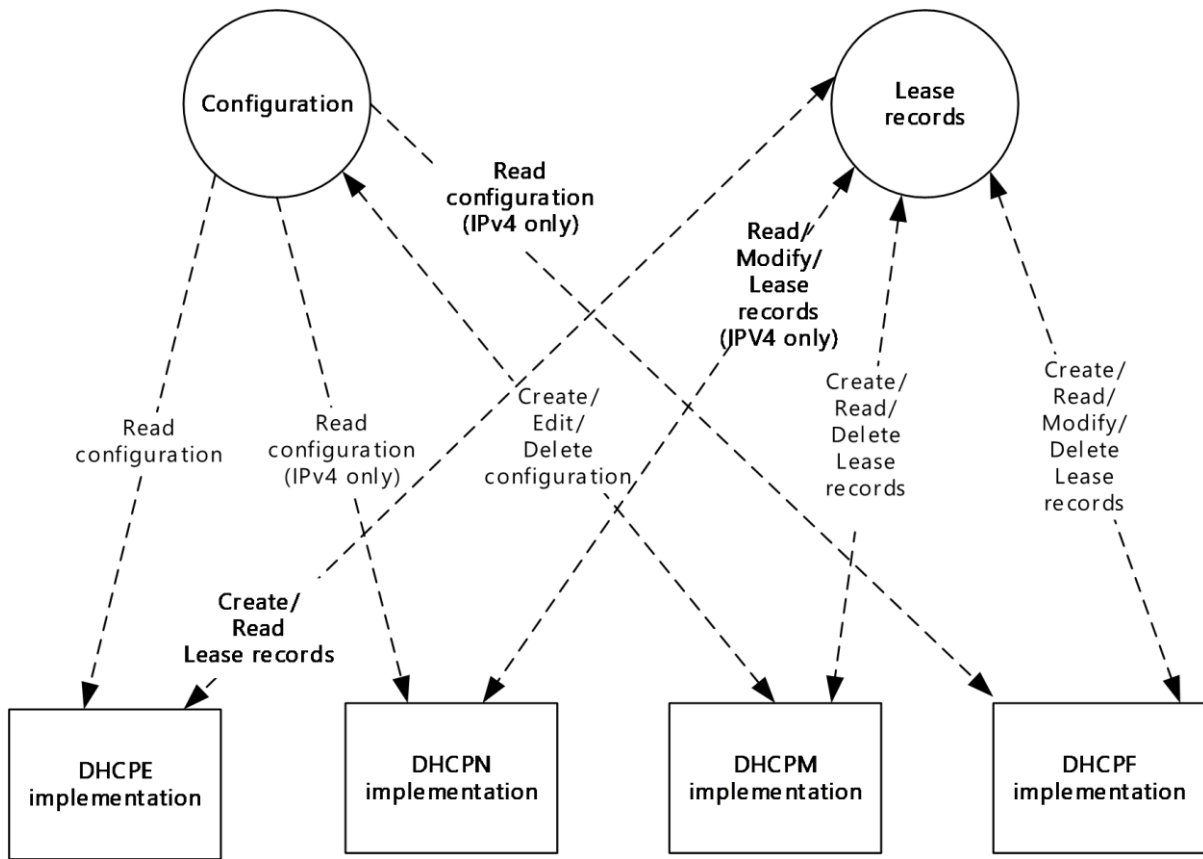 Configuration
Lease
records
Read
configuration
(IPv4 only)
Read/
Modify/
Lease
records
(IPV4 only)
Read
configuration
Read
configuration
(IPv4 only)
Create/
Edit/
Delete
configuration
Create/
Read/
Delete
Lease
records
Create/
Read/
Modify/
Delete
Lease
records
Create/
Read
Lease records
DHCPE
implementation
DHCPN
implementation
DHCPM
implementation
DHCPF
implementation